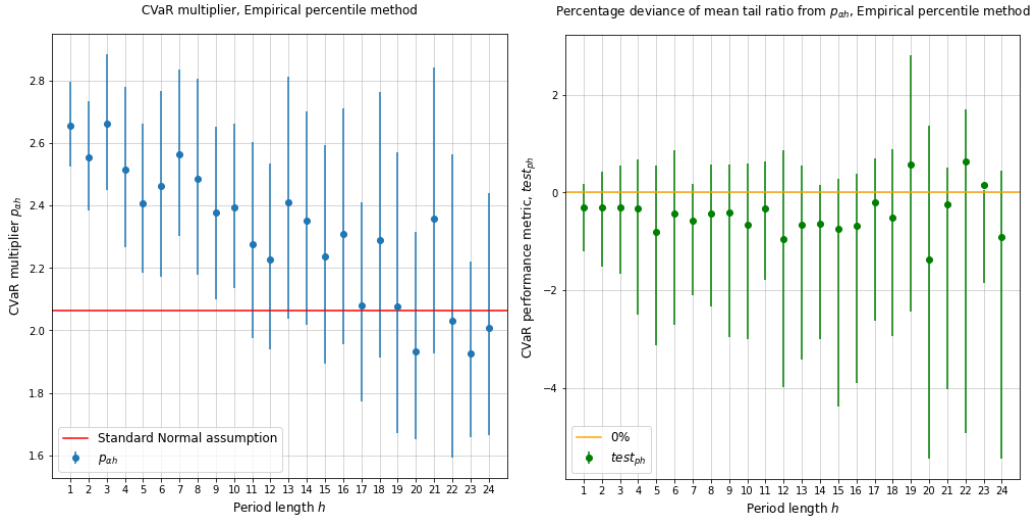 CVaR multiplier, Empirical percentile method
CVaR multiplier pαh
2.8
2.6
2.4
2.2
2.0
1.8
1.6
Standard Normal assumption
pαh
1 2 3 4 5 6 7 8 9 10 11 12 13 14 15 16 17 18 19 20 21 22 23 24
Period length h
Percentage deviance of mean tail ratio from pαh, Empirical percentile method
CVaR performance metric, testph
2
0
−2
−4
0%
testph
1 2 3 4 5 6 7 8 9 10 11 12 13 14 15 16 17 18 19 20 21 22 23 24
Period length h